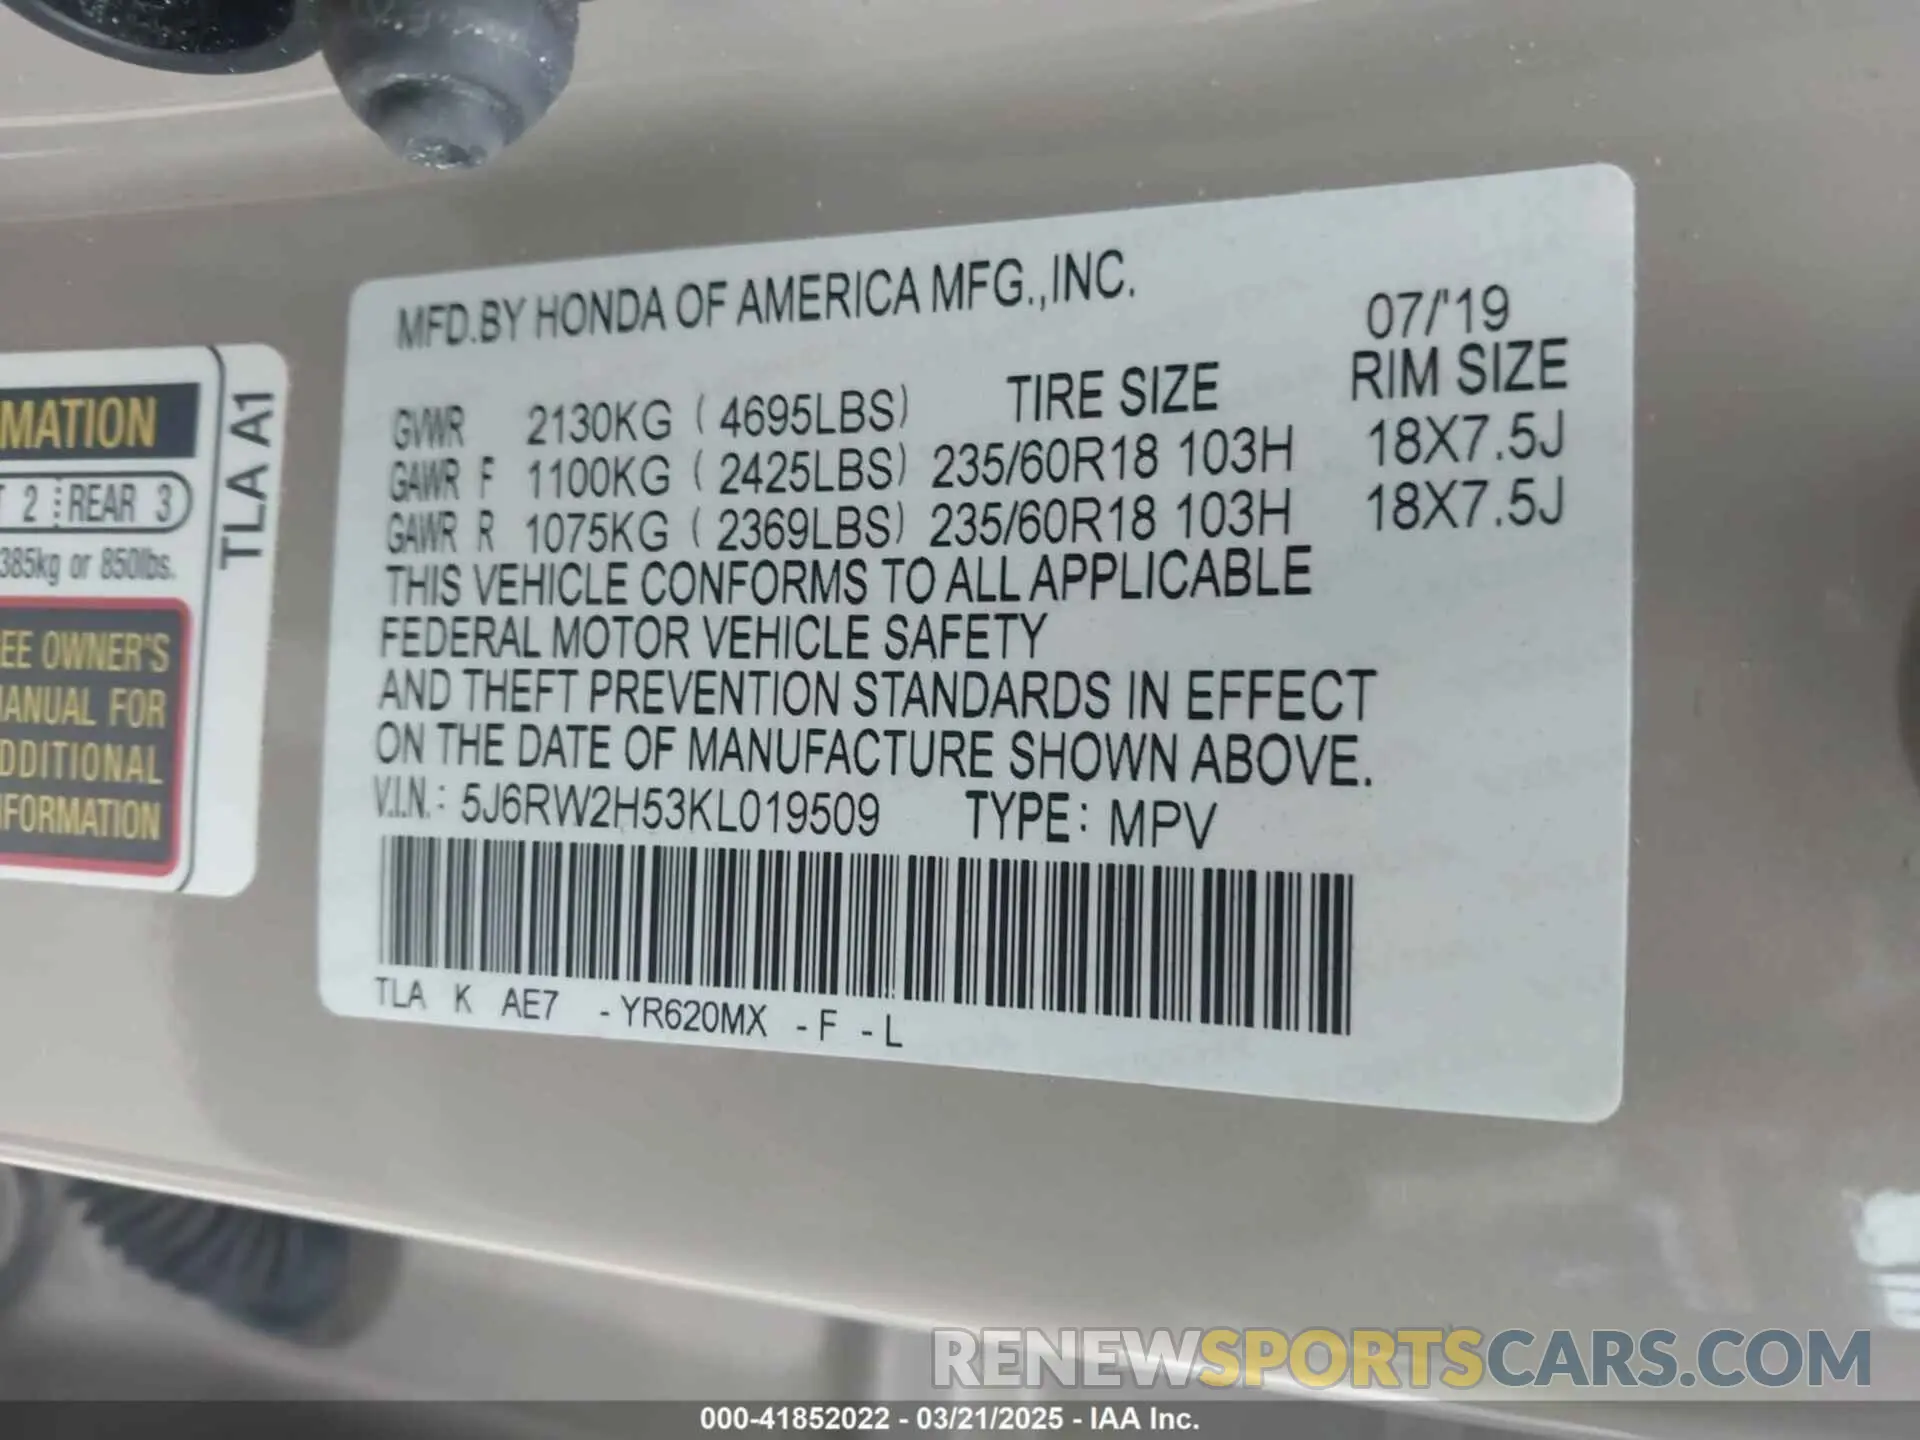 MATION
T 2 REAR 3
385kg or 850lbs.
EE OWNER'S
ANUAL FOR
DDITIONAL
FORMATION
TLA A1
MFD.BY HONDA OF AMERICA MFG.,INC.
07/'19
TIRE SIZE RIM SIZE
GVWR 2130KG ( 4695LBS)
GAWR F 1100KG ( 2425LBS) 235/60R18 103H 18X7.5J
GAWR R 1075KG ( 2369LBS) 235/60R18 103H 18X7.5J
THIS VEHICLE CONFORMS TO ALL APPLICABLE
FEDERAL MOTOR VEHICLE SAFETY
AND THEFT PREVENTION STANDARDS IN EFFECT
ON THE DATE OF MANUFACTURE SHOWN ABOVE.
V.I.N.: 5J6RW2H53KL019509 TYPE: MPV
TLA K AE7 -YR620MX -F -L
RENEWSPORTSCARS.COM
000-41852022 - 03/21/2025 - IAA Inc.